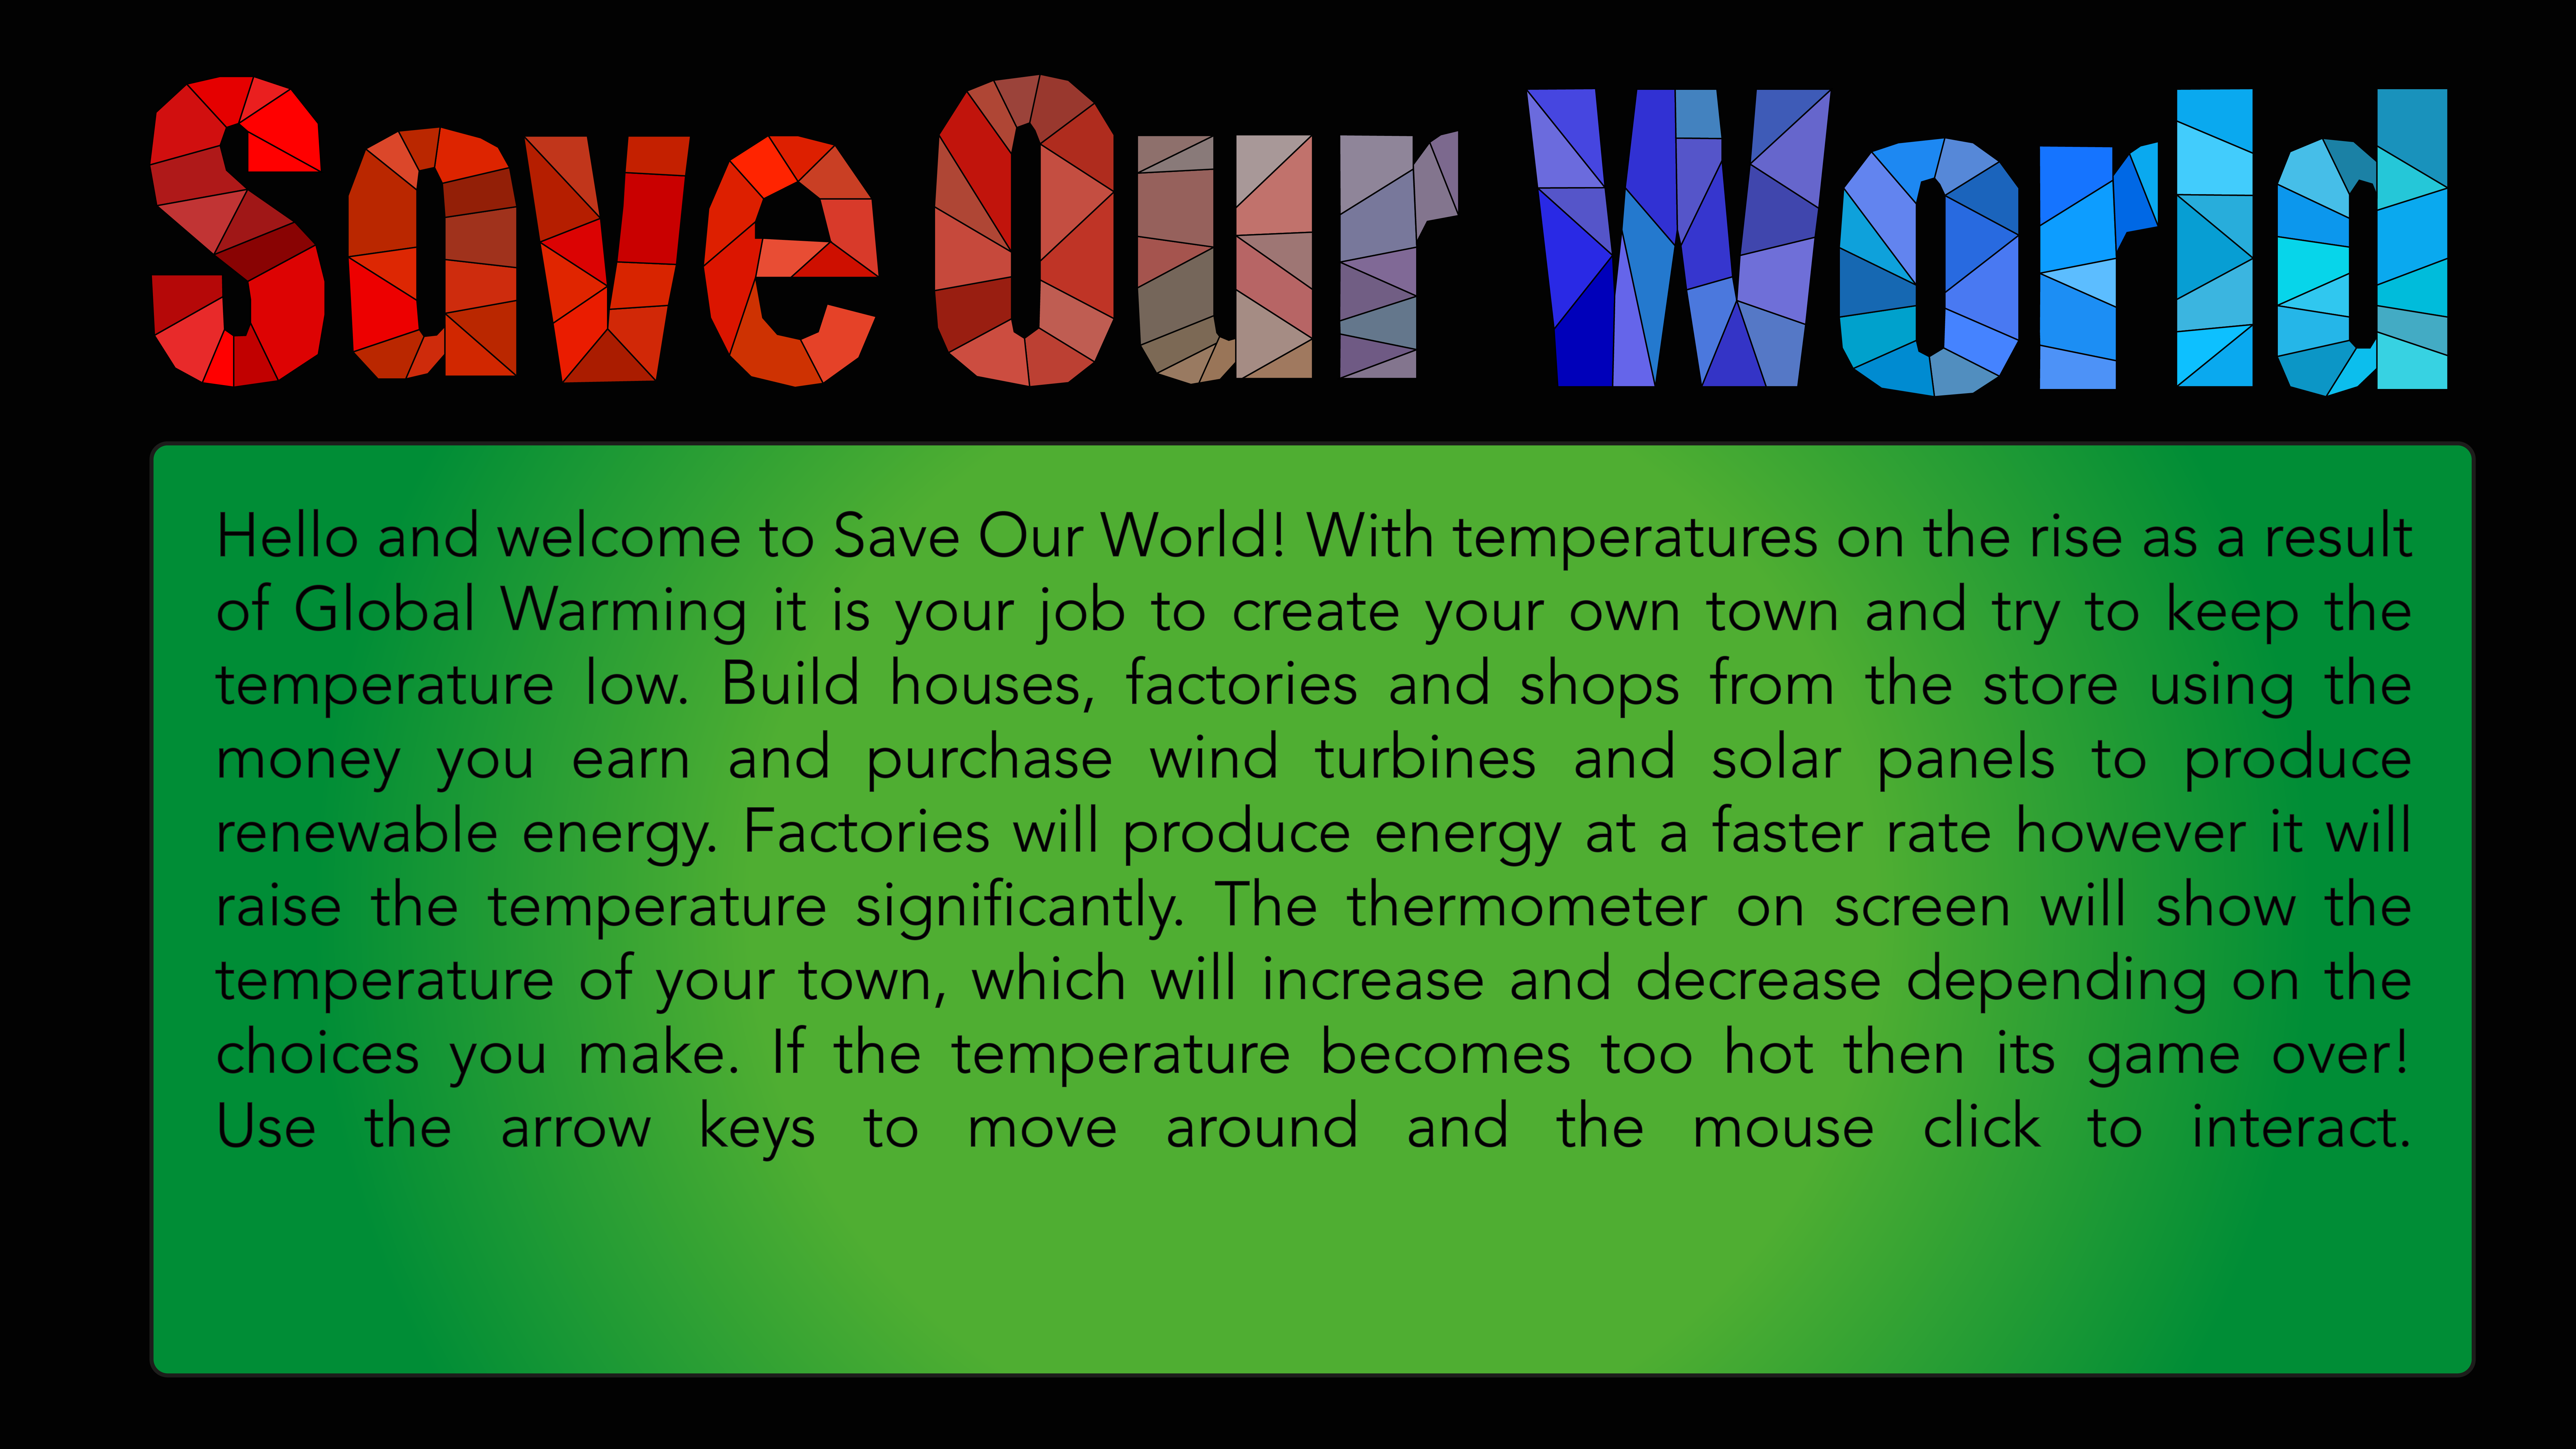 Save Our World
Hello and welcome to Save Our World! With temperatures on the rise as a result
of Global Warming it is your job to create your own town and try to keep the
temperature low. Build houses, factories and shops from the store using the
money you earn and purchase wind turbines and solar panels to produce
renewable energy. Factories will produce energy at a faster rate however it will
raise the temperature significantly. The thermometer on screen will show the
temperature of your town, which will increase and decrease depending on the
choices you make. If the temperature becomes too hot then its game over!
Use the arrow keys to move around and the mouse click to interact.